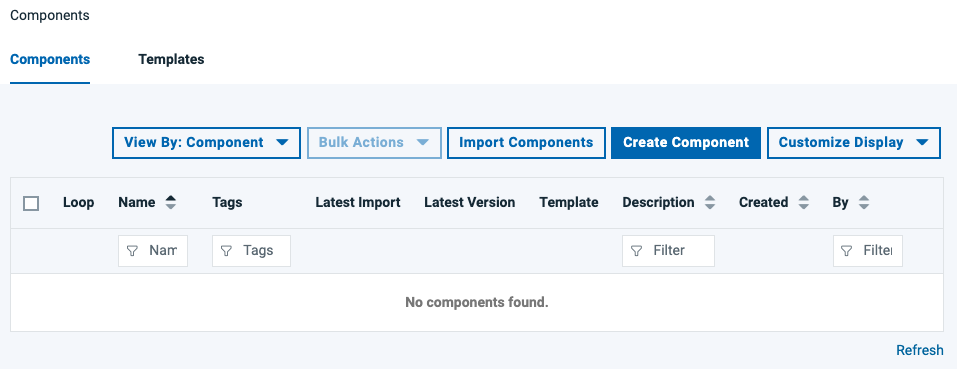 Components
Components Templates
View By: Component Bulk Actions Import Components Create Component Customize Display
Loop Name Tags Latest Import Latest Version Template Description Created By
Nam Tags Filter Filter
No components found.
Refresh